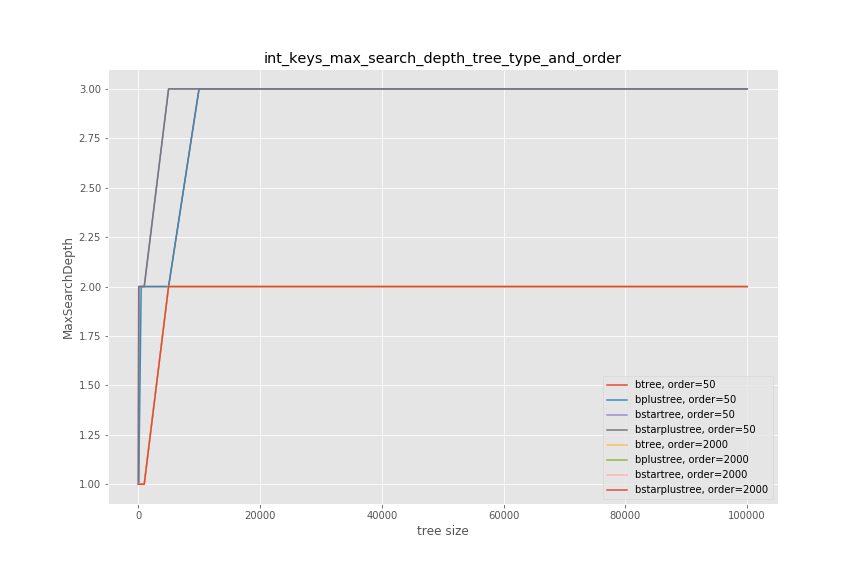 int_keys_max_search_depth_tree_type_and_order
3.00
2.75
2.50
2.25
2.00
1.75
1.50
1.25
1.00
MaxSearchDepth
0 20000 40000 60000 80000 100000
tree size
btree, order=50
bplustree, order=50
bstartree, order=50
bstarplustree, order=50
btree, order=2000
bplustree, order=2000
bstartree, order=2000
bstarplustree, order=2000